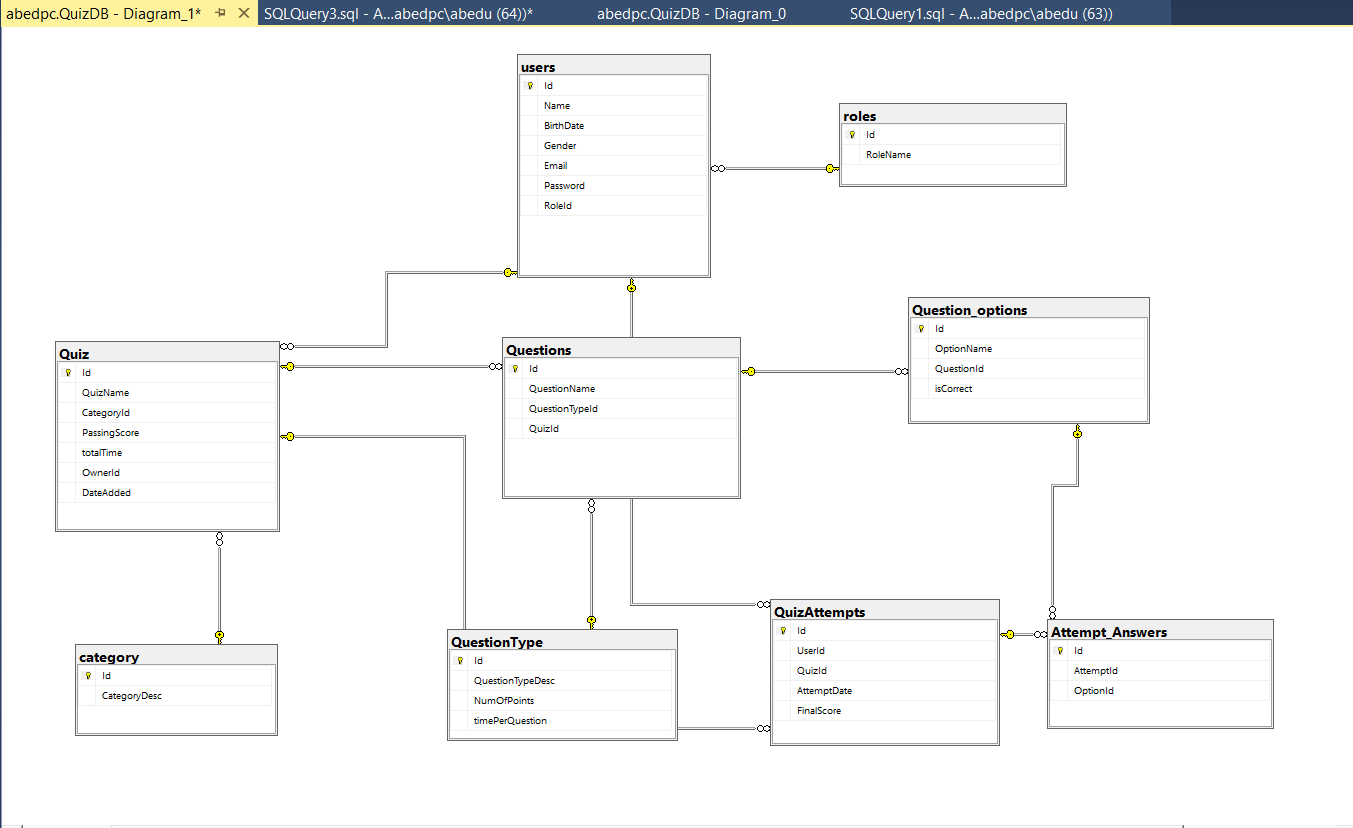 abedpc.QuizDB - Diagram_1*
SQLQuery3.sql - A...abedpc\abedu (64))*
abedpc.QuizDB - Diagram_0
SQLQuery1.sql - A...abedpc\abedu (63))
users
Id
Name
BirthDate
Gender
Email
Password
RoleId
roles
Id
RoleName
Quiz
Id
QuizName
CategoryId
PassingScore
totalTime
OwnerId
DateAdded
Questions
Id
QuestionName
QuestionTypeId
QuizId
Question_options
Id
OptionName
QuestionId
isCorrect
category
Id
CategoryDesc
QuestionType
Id
QuestionTypeDesc
NumOfPoints
timePerQuestion
QuizAttempts
Id
UserId
QuizId
AttemptDate
FinalScore
Attempt_Answers
Id
AttemptId
OptionId